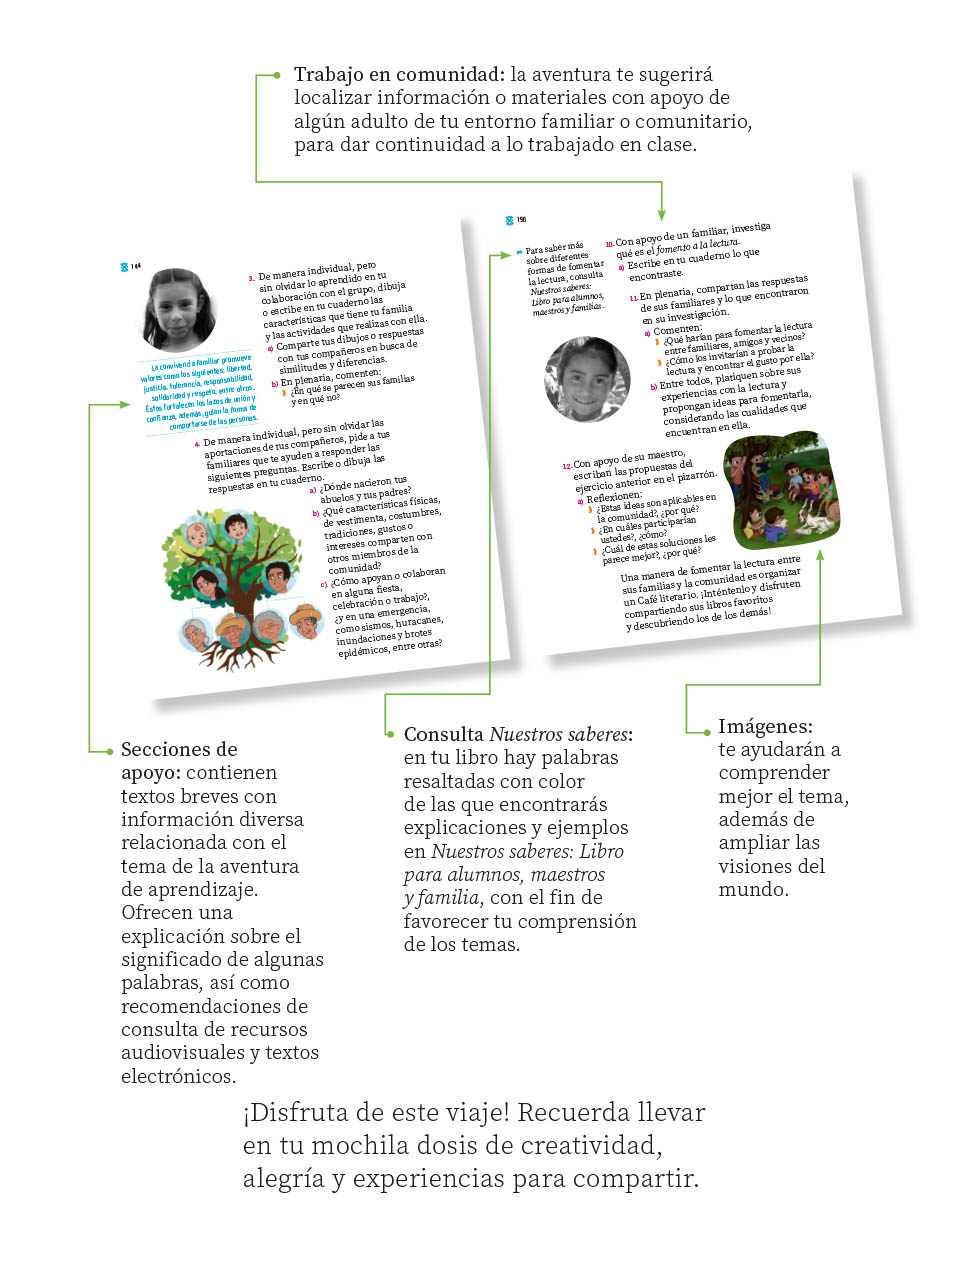 Trabajo en comunidad: la aventura te sugerirá
localizar información o materiales con apoyo de
algún adulto de tu entorno familiar o comunitario,
para dar continuidad a lo trabajado en clase.
144
La convivencia familiar promueve
valores como los siguientes: libertad,
justicia, tolerancia, responsabilidad,
solidaridad y respeto, entre otros.
Éstos fortalecen los lazos de unión y
confianza, además, guían la forma de
comportarse de las personas.
3. De manera individual, pero
sin olvidar lo aprendido en tu
colaboración con el grupo, dibuja
o escribe en tu cuaderno las
características que tiene tu familia
y las actividades que realizas con ella.
a) Comparte tus dibujos o respuestas
con tus compañeros en busca de
similitudes y diferencias.
b) En plenaria, comenten:
¿En qué se parecen sus familias
y en qué no?
4. De manera individual, pero sin olvidar las
aportaciones de tus compañeros, pide a tus
familiares que te ayuden a responder las
siguientes preguntas. Escribe o dibuja las
respuestas en tu cuaderno.
a) ¿Dónde nacieron tus
abuelos y tus padres?
b) ¿Qué características físicas,
de vestimenta, costumbres,
tradiciones, gustos o
intereses comparten con
otros miembros de la
comunidad?
c) ¿Cómo apoyan o colaboran
en alguna fiesta,
celebración o trabajo?,
¿y en una emergencia,
como sismos, huracanes,
inundaciones y brotes
epidémicos, entre otras?
190
Para saber más
sobre diferentes
formas de fomentar
la lectura, consulta
Nuestros saberes:
Libro para alumnos,
maestros y familias.
10. Con apoyo de un familiar, investiga
qué es el fomento a la lectura.
a) Escribe en tu cuaderno lo que
encontraste.
11. En plenaria, compartan las respuestas
de sus familiares y lo que encontraron
en su investigación.
a) Comenten:
¿Qué harían para fomentar la lectura
entre familiares, amigos y vecinos?
¿Cómo los invitarían a probar la
lectura y encontrar el gusto por ella?
b) Entre todos, platiquen sobre sus
experiencias con la lectura y
propongan ideas para fomentarla,
considerando las cualidades que
encuentran en ella.
12. Con apoyo de su maestro,
escriban las propuestas del
ejercicio anterior en el pizarrón.
a) Reflexionen:
¿Estas ideas son aplicables en
la comunidad?, ¿por qué?
¿En cuáles participarían
ustedes?, ¿cómo?
¿Cuál de estas soluciones les
parece mejor?, ¿por qué?
Una manera de fomentar la lectura entre
sus familias y la comunidad es organizar
un Café literario. ¡Inténtenlo y disfruten
compartiendo sus libros favoritos
y descubriendo los de los demás!
Secciones de
apoyo: contienen
textos breves con
información diversa
relacionada con el
tema de la aventura
de aprendizaje.
Ofrecen una
explicación sobre el
significado de algunas
palabras, así como
recomendaciones de
consulta de recursos
audiovisuales y textos
electrónicos.
Consulta Nuestros saberes:
en tu libro hay palabras
resaltadas con color
de las que encontrarás
explicaciones y ejemplos
en Nuestros saberes: Libro
para alumnos, maestros
y familia, con el fin de
favorecer tu comprensión
de los temas.
Imágenes:
te ayudarán a
comprender
mejor el tema,
además de
ampliar las
visiones del
mundo.
¡Disfruta de este viaje! Recuerda llevar
en tu mochila dosis de creatividad,
alegría y experiencias para compartir.